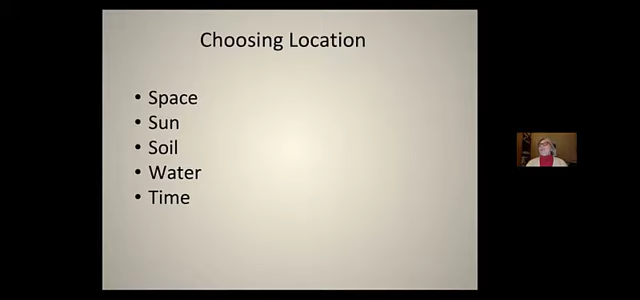 Choosing Location
• Space
• Sun
• Soil
• Water
• Time